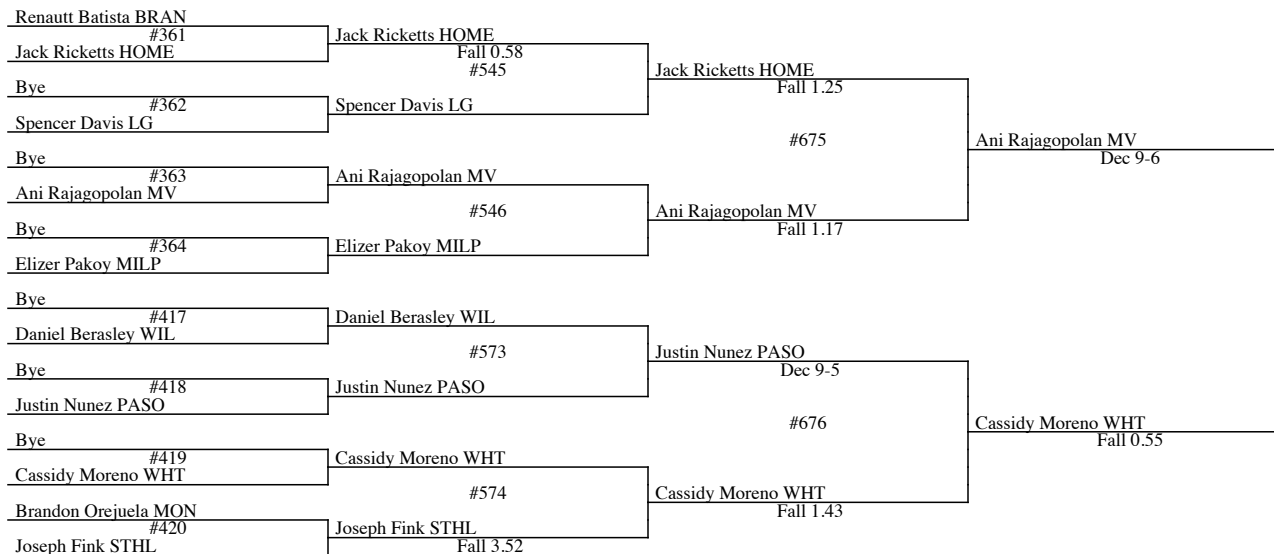 Renautt Batista BRAN
#361
Jack Ricketts HOME
Bye
#362
Spencer Davis LG
Bye
#363
Ani Rajagopolan MV
Bye
#364
Elizer Pakoy MILP
Bye
#417
Daniel Berasley WIL
Bye
#418
Justin Nunez PASO
Bye
#419
Cassidy Moreno WHT
Brandon Orejuela MON
#420
Joseph Fink STHL
Jack Ricketts HOME
Fall 0.58
#545
Spencer Davis LG
Ani Rajagopolan MV
#546
Elizer Pakoy MILP
Daniel Berasley WIL
#573
Justin Nunez PASO
Cassidy Moreno WHT
#574
Joseph Fink STHL
Fall 3.52
Jack Ricketts HOME
Fall 1.25
#675
Ani Rajagopolan MV
Fall 1.17
Justin Nunez PASO
Dec 9-5
#676
Cassidy Moreno WHT
Fall 1.43
Ani Rajagopolan MV
Dec 9-6
Cassidy Moreno WHT
Fall 0.55